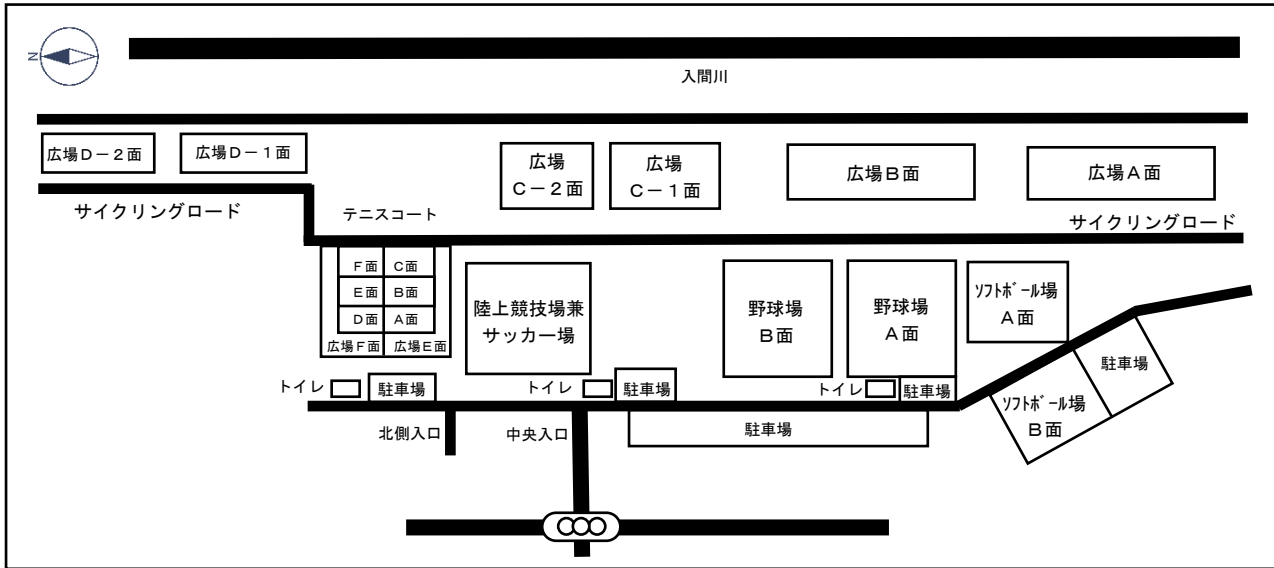 N
入間川
広場D－2面
広場D－1面
広場
C－2面
広場
C－1面
広場B面
広場A面
サイクリングロード
テニスコート
サイクリングロード
F面
C面
E面
B面
D面
A面
広場F面
広場E面
陸上競技場兼
サッカー場
野球場
B面
野球場
A面
ｿﾌﾄﾎﾞｰﾙ場
A面
駐車場
ｿﾌﾄﾎﾞｰﾙ場
B面
トイレ
駐車場
トイレ
駐車場
トイレ
駐車場
北側入口
中央入口
駐車場